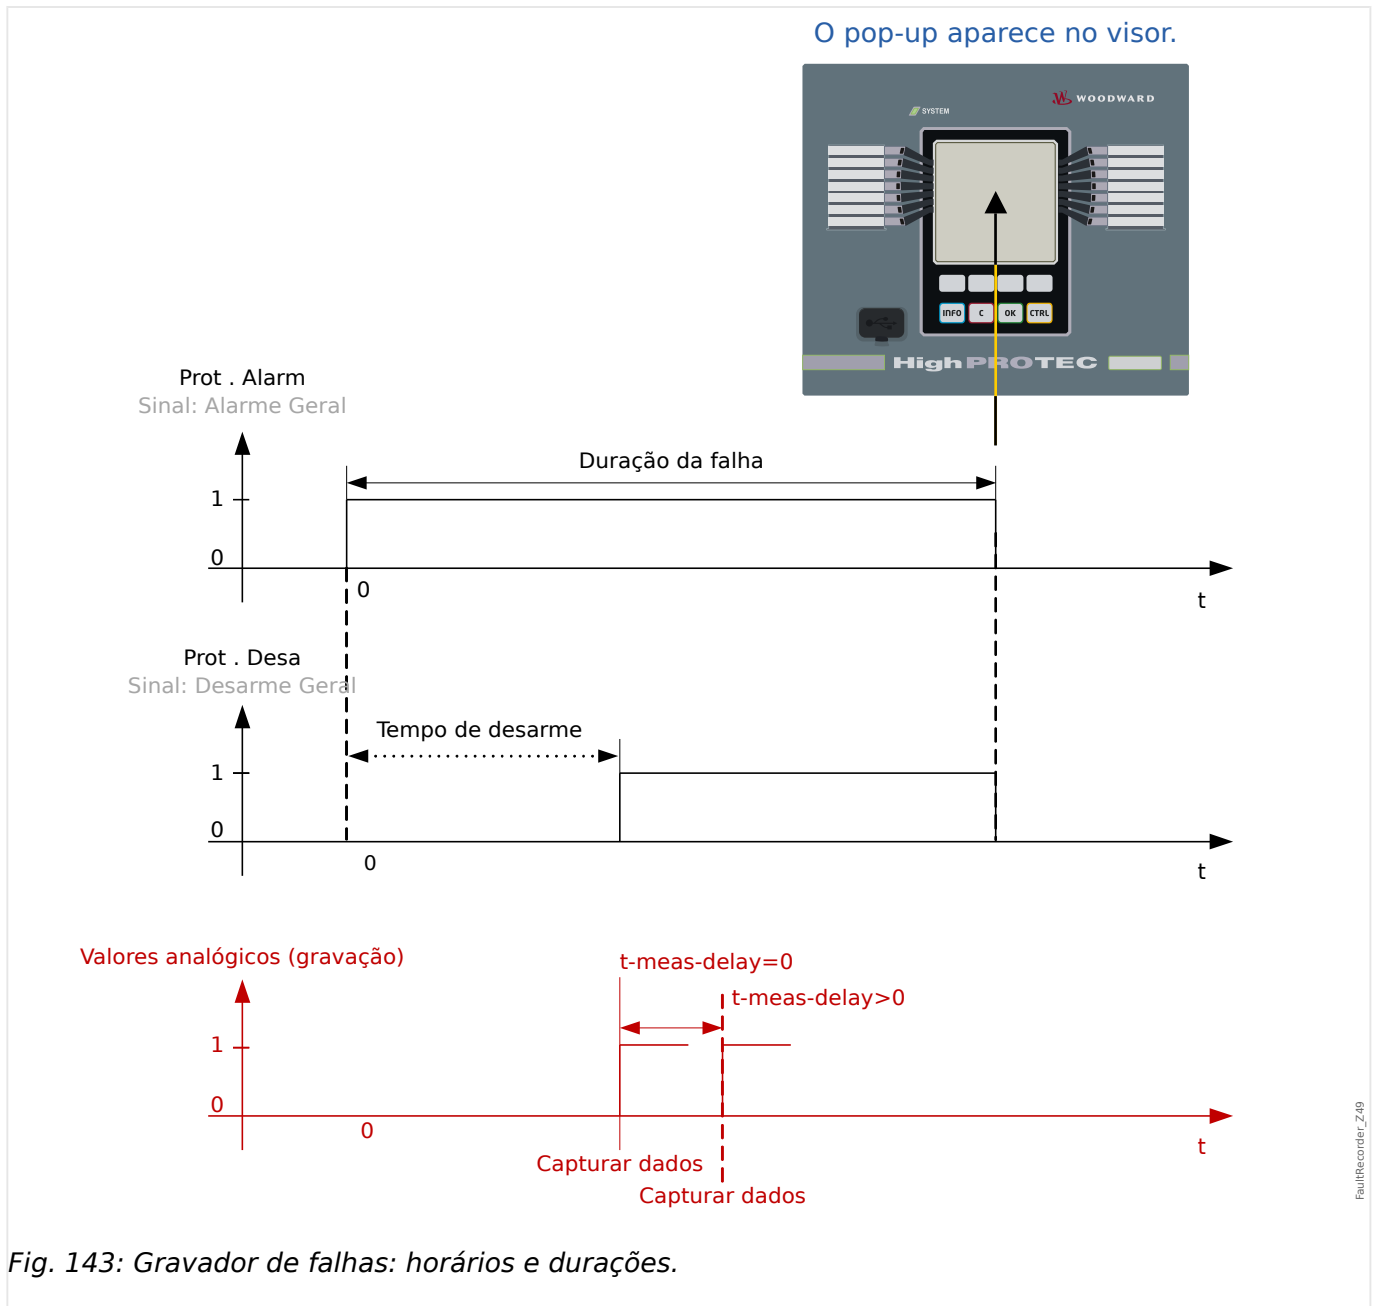 O pop-up aparece no visor.
WOODWARD
SYSTEM
INFO C OK CTRL
HighPROTEC
Prot . Alarm
Sinal: Alarme Geral
Duração da falha
1
0
0
t
Prot . Desa
Sinal: Desarme Geral
Tempo de desarme
1
0
0
t
Valores analógicos (gravação)
t-meas-delay=0
t-meas-delay>0
1
0
0
t
Capturar dados
Capturar dados
FaultRecorder_Z49
Fig. 143: Gravador de falhas: horários e durações.